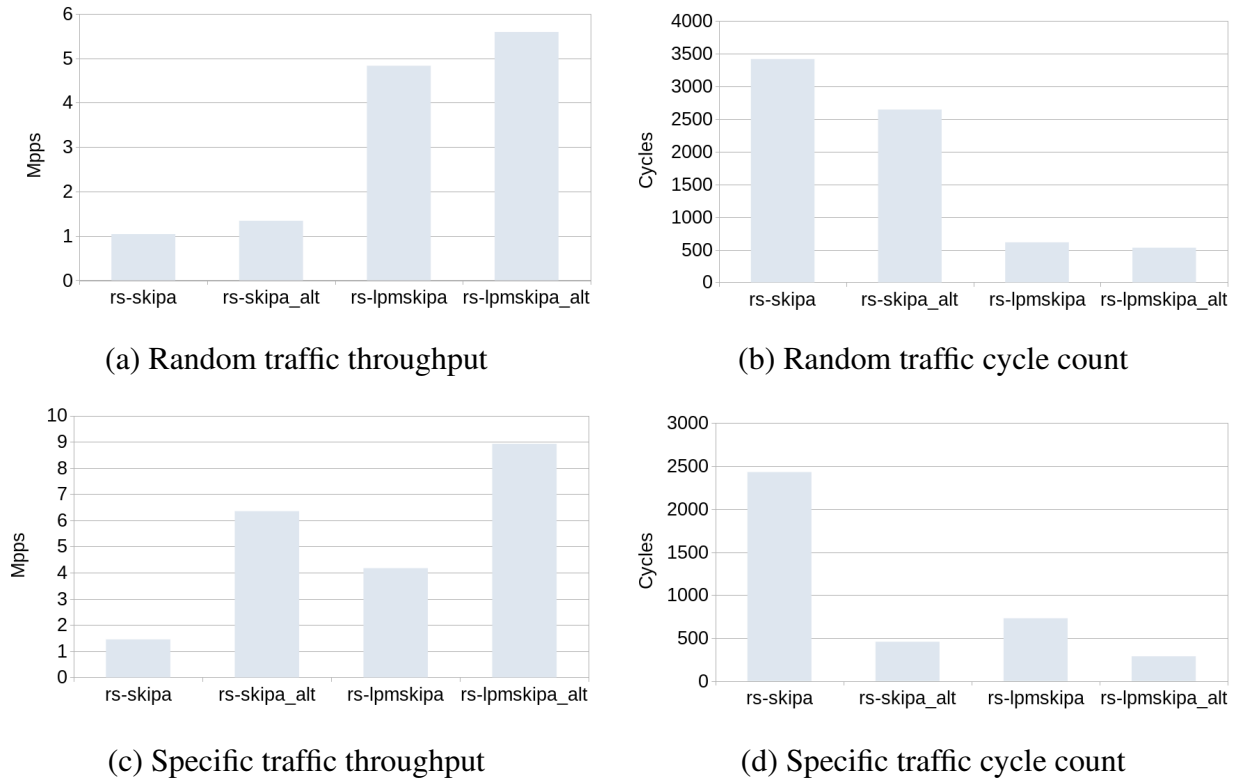 6
5
4
3
2
1
0
Mpps
rs-skipa rs-skipa_alt rs-lpmskipa rs-lpmskipa_alt
(a) Random traffic throughput
4000
3500
3000
2500
2000
1500
1000
500
0
Cycles
rs-skipa rs-skipa_alt rs-lpmskipa rs-lpmskipa_alt
(b) Random traffic cycle count
10
9
8
7
6
5
4
3
2
1
0
Mpps
rs-skipa rs-skipa_alt rs-lpmskipa rs-lpmskipa_alt
(c) Specific traffic throughput
3000
2500
2000
1500
1000
500
0
Cycles
rs-skipa rs-skipa_alt rs-lpmskipa rs-lpmskipa_alt
(d) Specific traffic cycle count